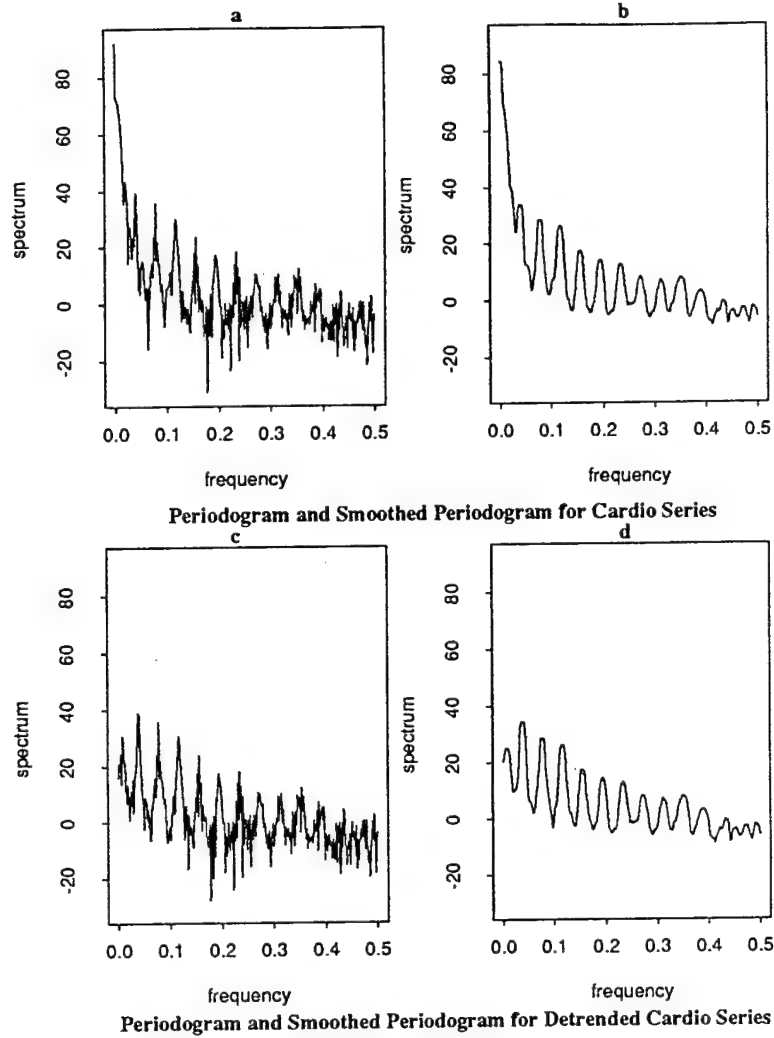 a
b
80
60
40
20
0
-20
spectrum
0.0 0.1 0.2 0.3 0.4 0.5
frequency
80
60
40
20
0
-20
spectrum
0.0 0.1 0.2 0.3 0.4 0.5
frequency
Periodogram and Smoothed Periodogram for Cardio Series
c
d
80
60
40
20
0
-20
spectrum
0.0 0.1 0.2 0.3 0.4 0.5
frequency
80
60
40
20
0
-20
spectrum
0.0 0.1 0.2 0.3 0.4 0.5
frequency
Periodogram and Smoothed Periodogram for Detrended Cardio Series